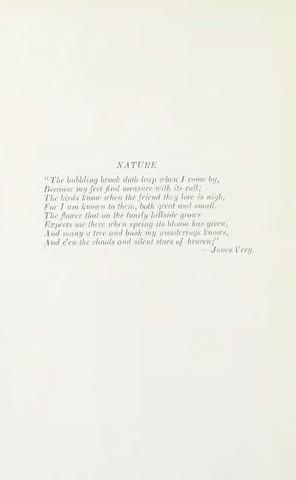 NATURE
"The bubbling brook doth leap when I come by,
Because my feet find measure with its call;
The birds know when the friend they love is nigh,
For I am known to them, both great and small.
The flower that on the lonely hillside grows
Expects me there when spring its bloom has given,
And many a tree and bush my wanderings knows,
And e'en the clouds and silent stars of heaven;"
—Jones Very.